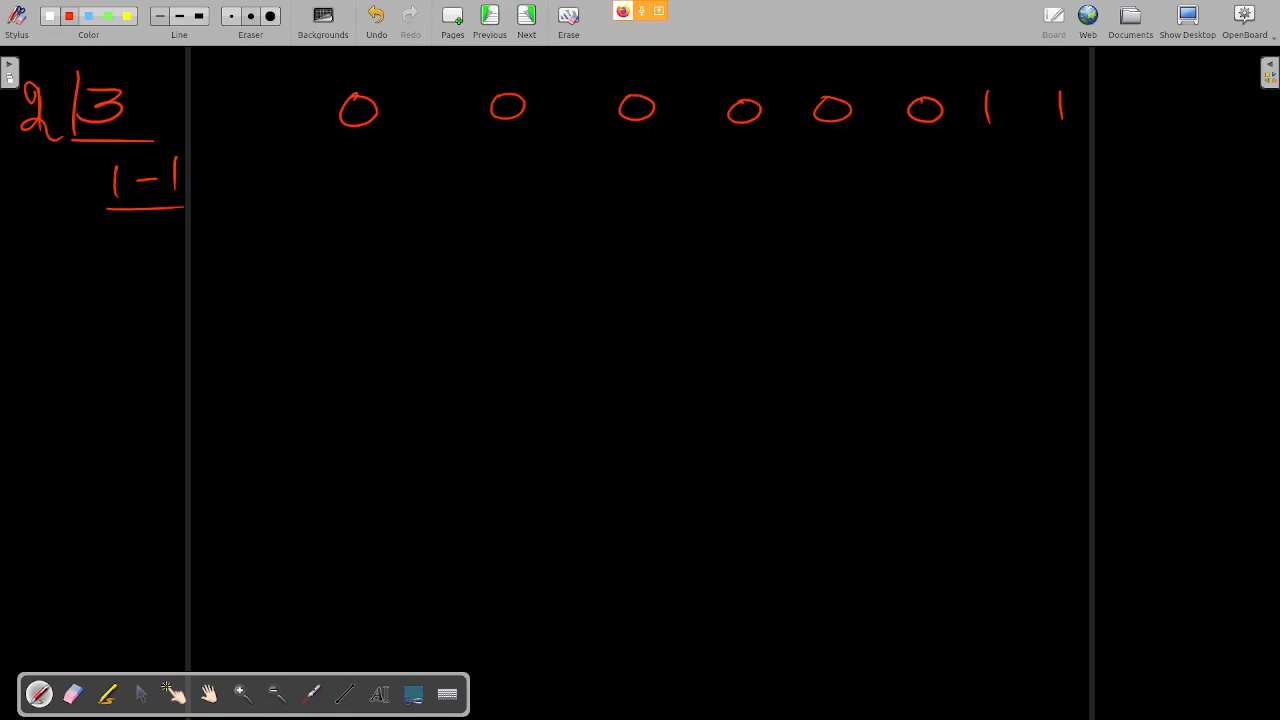 Stylus Color Line Eraser Backgrounds Undo Redo Pages Previous Next Erase Board Web Documents Show Desktop OpenBoard
2 | 3 0 0 0 0 0 0 1 1
1 - 1
AI